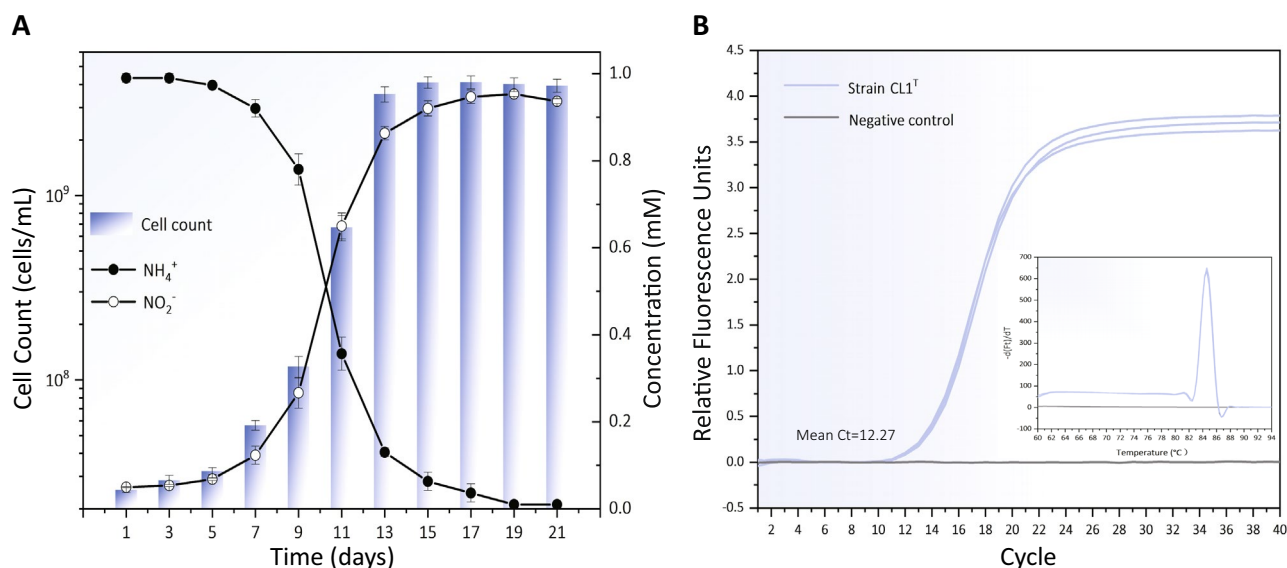 A
Cell Count (cells/mL)
10⁹
10⁸
Cell count
NH₄⁺
NO₂⁻
1 3 5 7 9 11 13 15 17 19 21
Time (days)
1.0
0.8
0.6
0.4
0.2
0.0
Concentration (mM)
B
Relative Fluorescence Units
4.5
4.0
3.5
3.0
2.5
2.0
1.5
1.0
0.5
0.0
-0.5
Strain CL1ᵀ
Negative control
Mean Ct=12.27
2 4 6 8 10 12 14 16 18 20 22 24 26 28 30 32 34 36 38 40
Cycle
-d(Ft)/dT
700
600
500
400
300
200
100
0
-100
60 62 64 66 68 70 72 74 76 78 80 82 84 86 88 90 92 94
Temperature (°C)